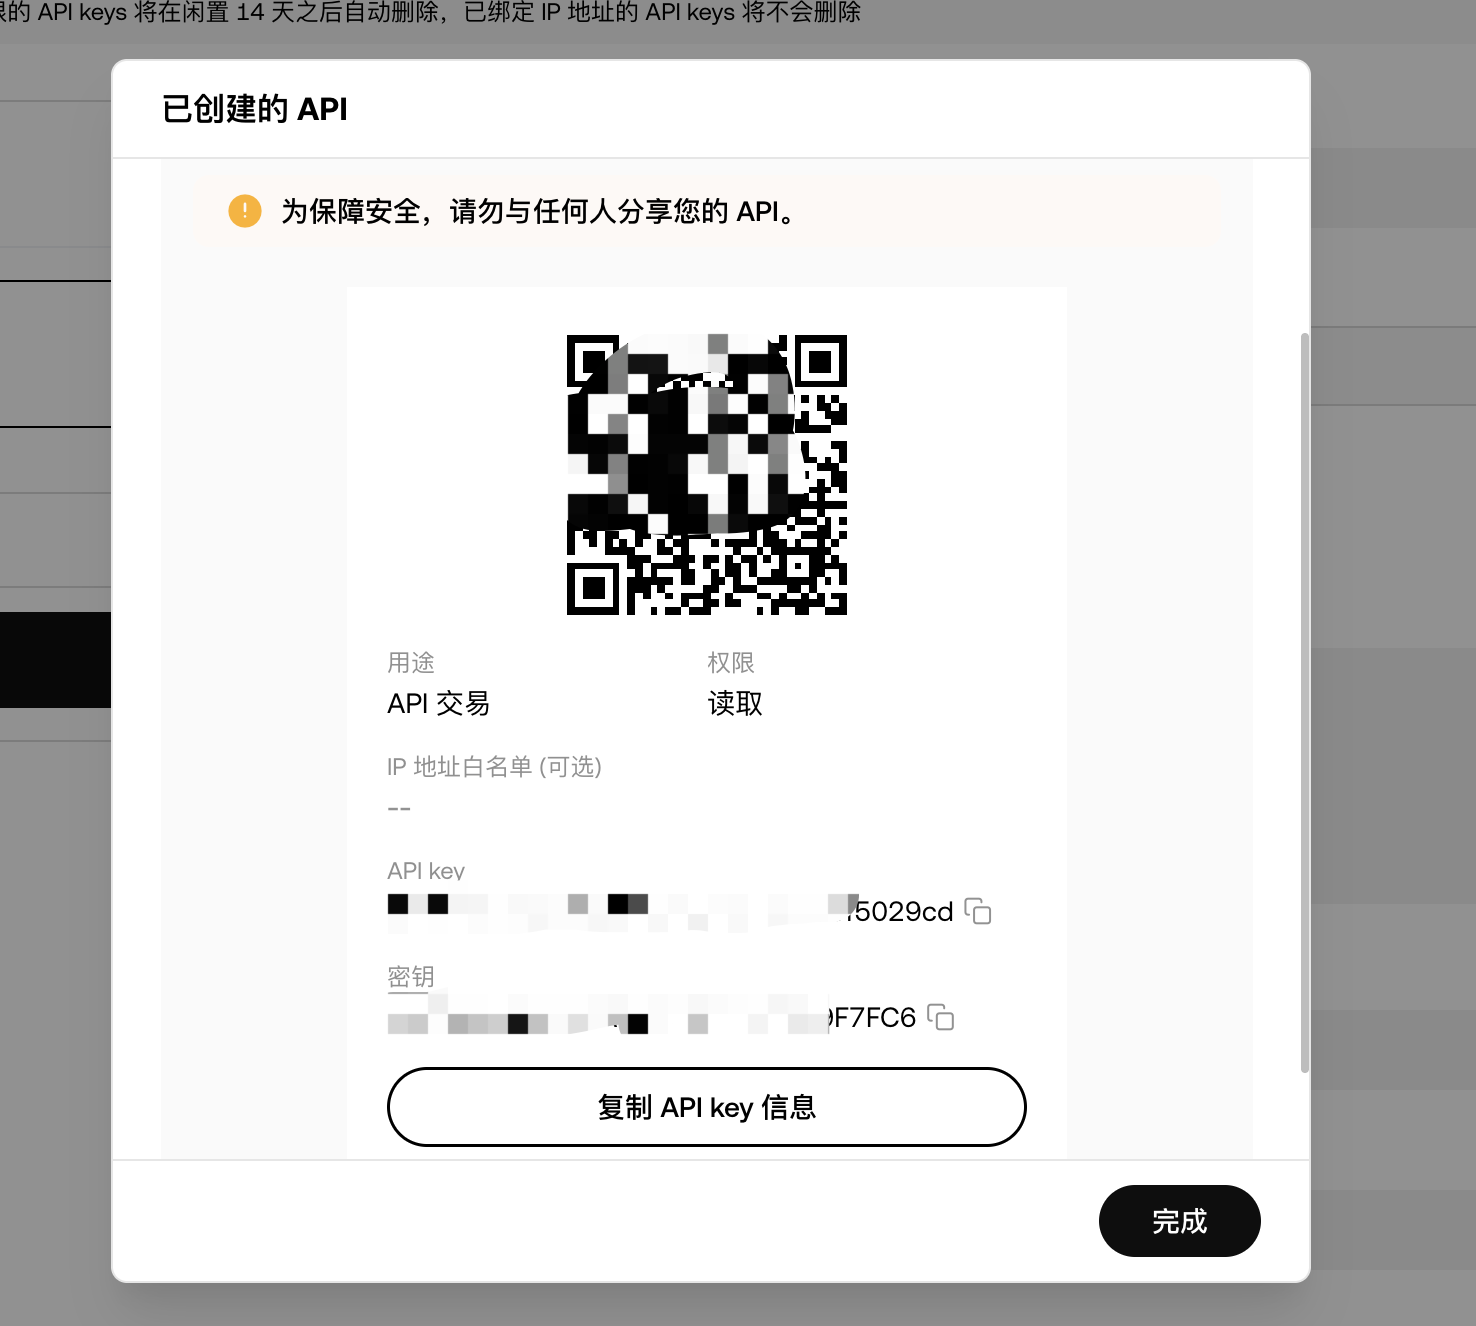 的 API keys 将在闲置 14 天之后自动删除，已绑定 IP 地址的 API keys 将不会删除
已创建的 API
为保障安全，请勿与任何人分享您的 API。
用途
权限
API 交易
读取
IP 地址白名单 (可选)
--
API key
5029cd
密钥
F7FC6
复制 API key 信息
完成